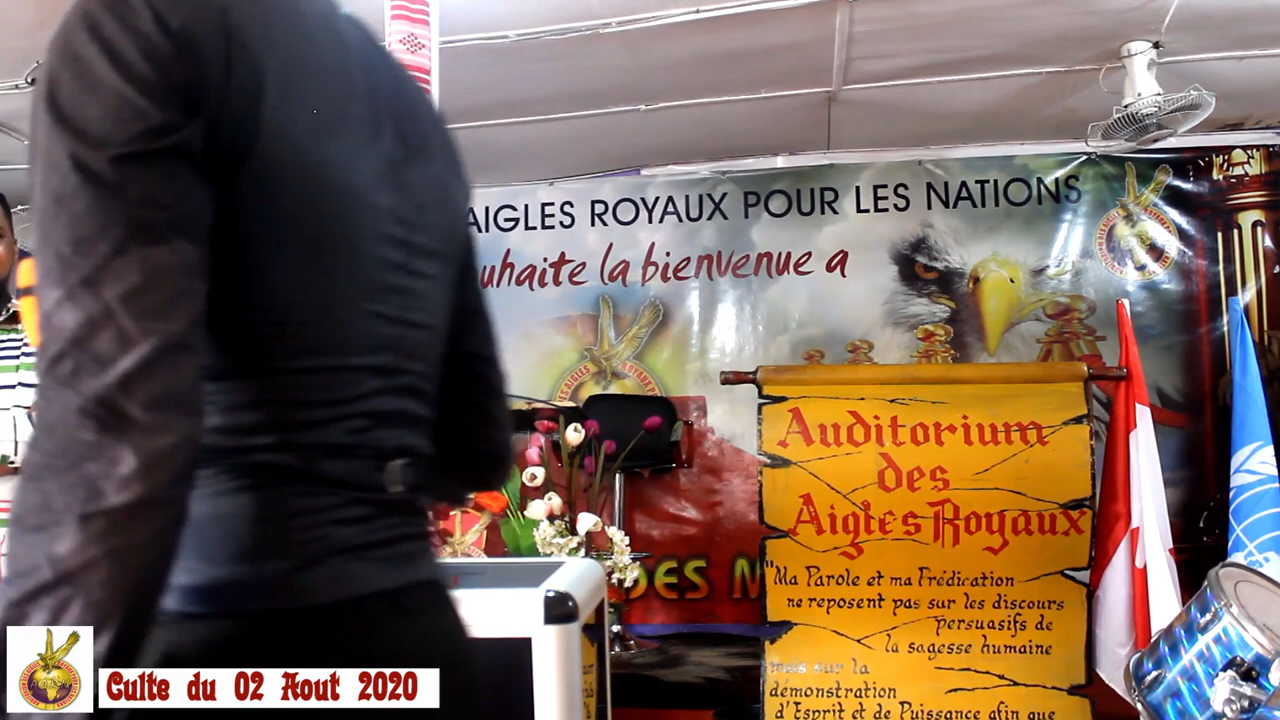 AIGLES ROYAUX POUR LES NATIONS
uhaite la bienvenue a
Auditorium
des
Aigles Royaux
"Ma Parole et ma Prédication
ne reposent pas sur les discours
persuasifs de
la sagesse humaine
mais sur la
démonstration
d'Esprit et de Puissance afin que
DES
Culte du 02 Aout 2020